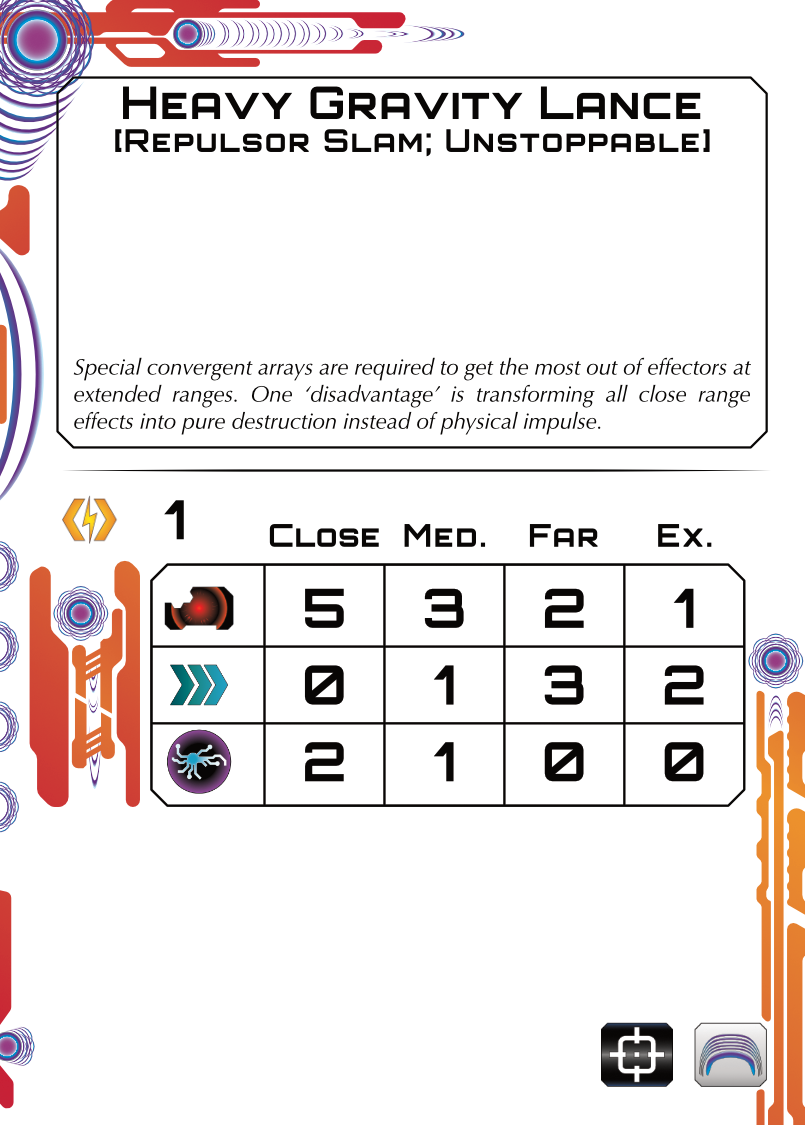 Heavy Gravity Lance
[Repulsor Slam; Unstoppable]
Special convergent arrays are required to get the most out of effectors at
extended ranges. One ‘disadvantage’ is transforming all close range
effects into pure destruction instead of physical impulse.
1 Close Med. Far Ex.
5 3 2 1
0 1 3 2
2 1 0 0